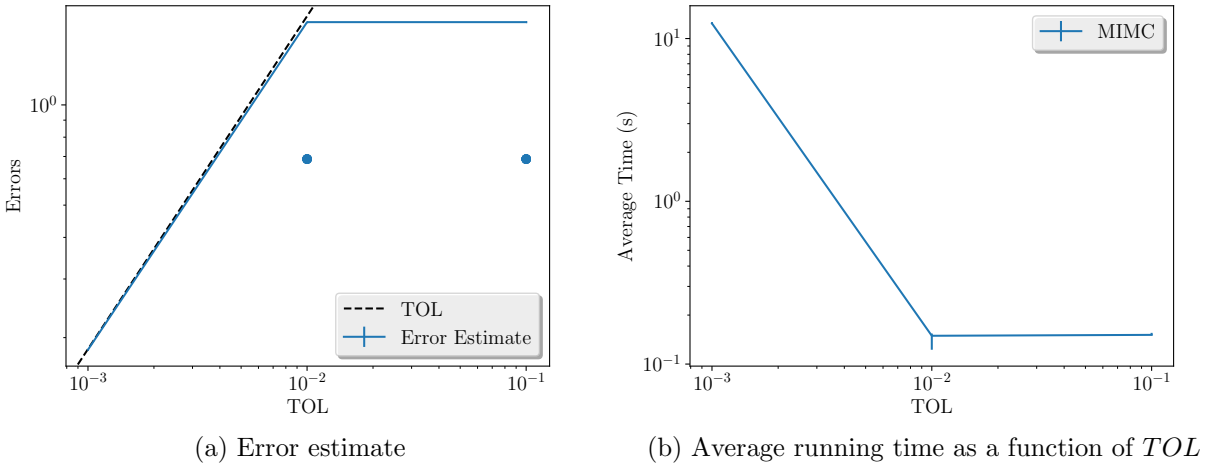 10^0
Errors
10^{-3}
10^{-2}
10^{-1}
TOL
TOL
Error Estimate
(a) Error estimate
10^1
10^0
10^{-1}
Average Time (s)
MIMC
10^{-3}
10^{-2}
10^{-1}
TOL
(b) Average running time as a function of TOL